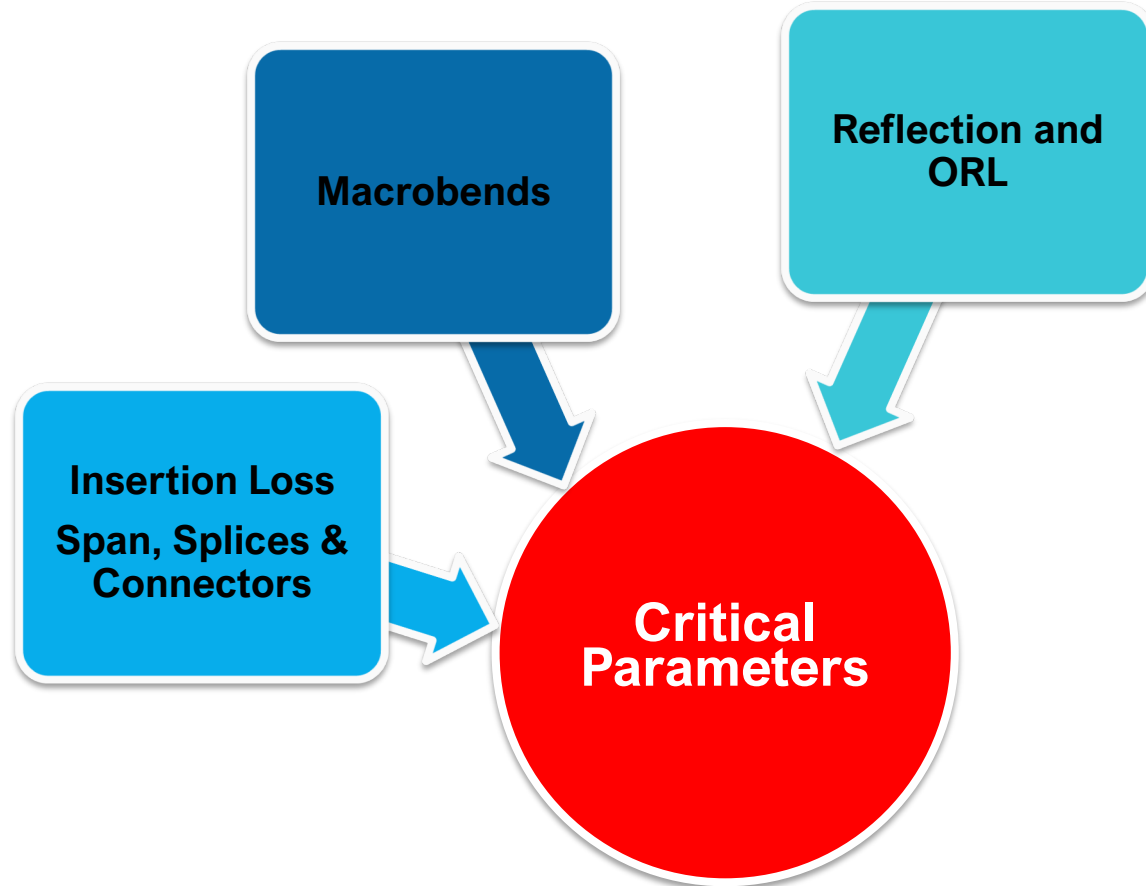 Macrobends
Reflection and
ORL
Insertion Loss
Span, Splices &
Connectors
Critical
Parameters